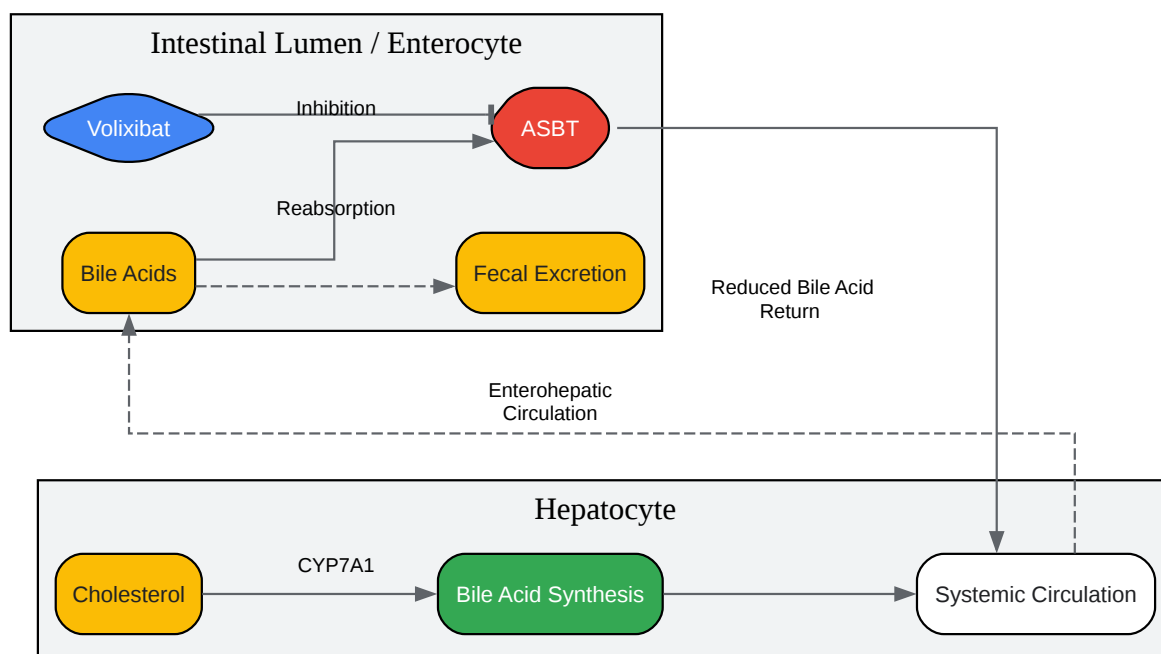 Intestinal Lumen / Enterocyte
Volixibat
Inhibition
ASBT
Reabsorption
Bile Acids
Fecal Excretion
Reduced Bile Acid
Return
Enterohepatic
Circulation
Hepatocyte
Cholesterol
CYP7A1
Bile Acid Synthesis
Systemic Circulation